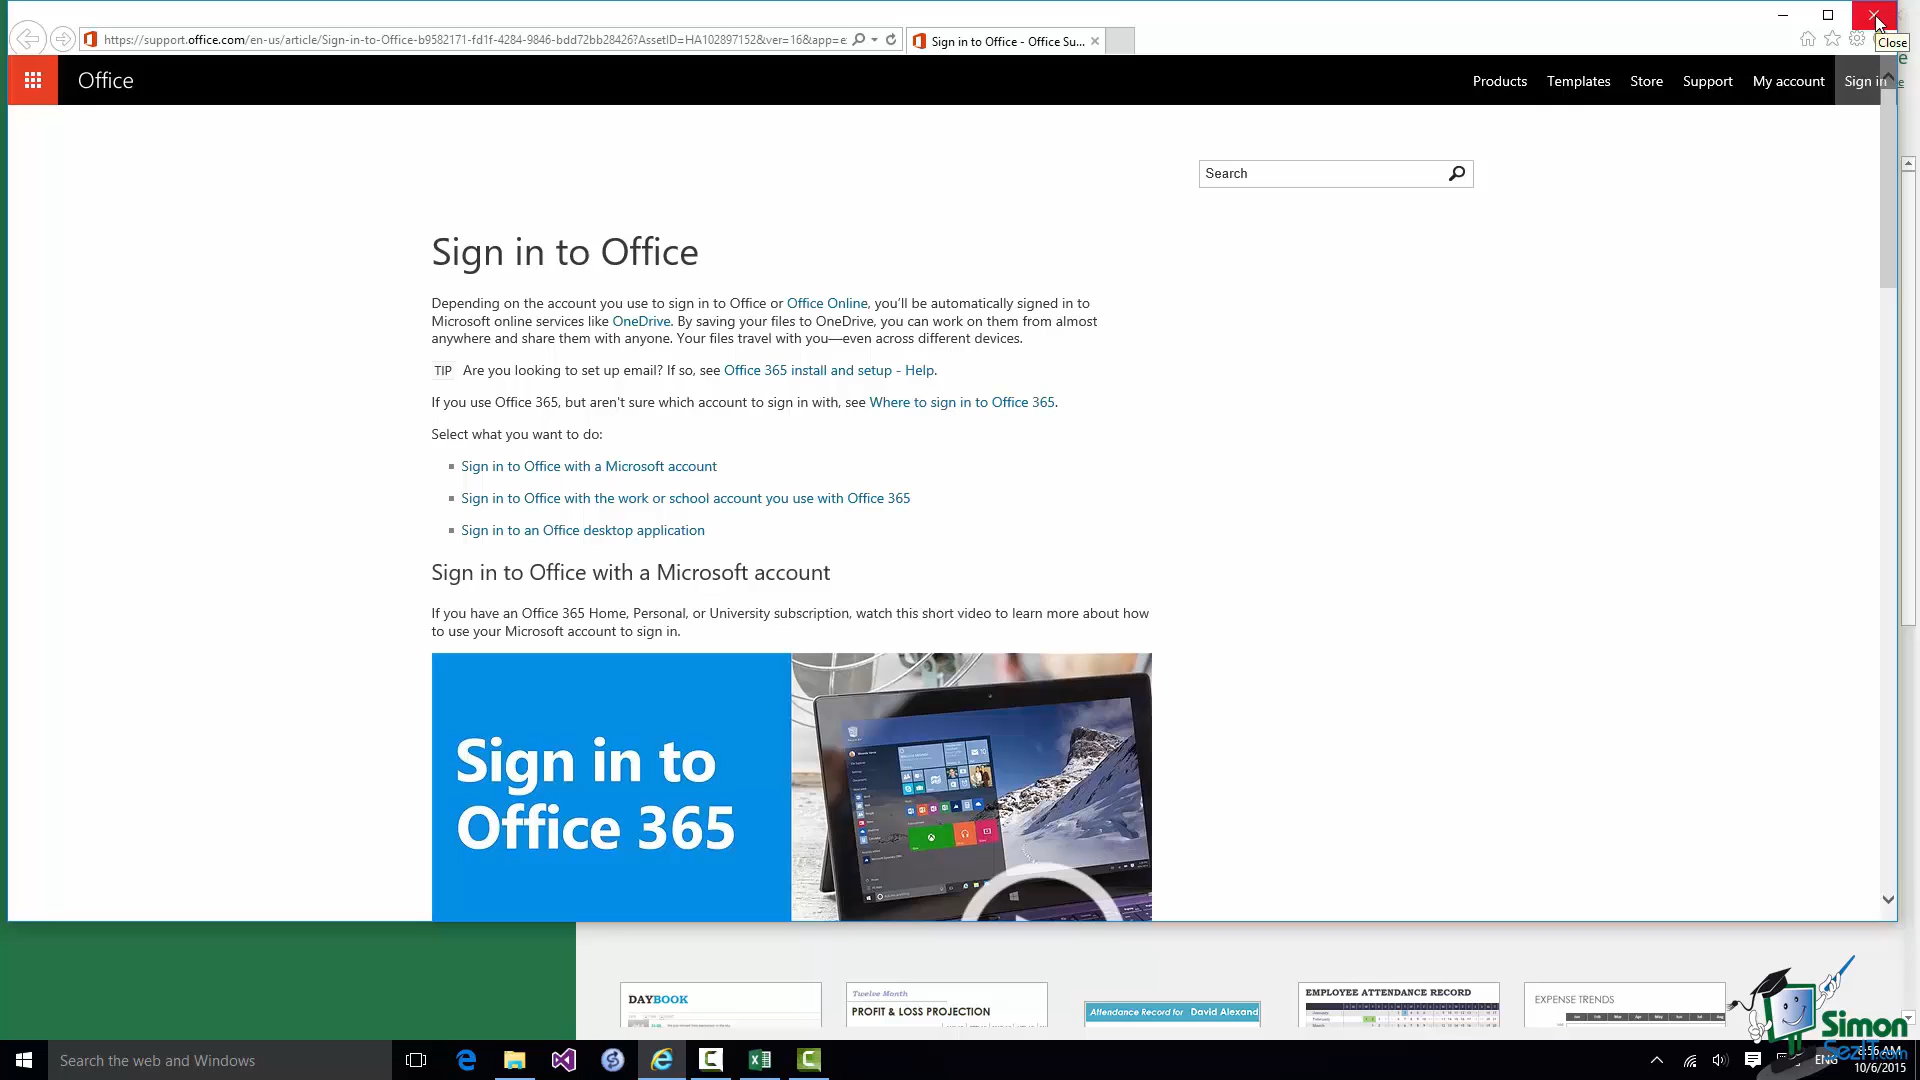 https://support.office.com/en-us/article/Sign-in-to-Office-b9582171-fd1f-4284-9846-bdd72bb28426?AssetID=HA102897152&ver=16&app=e
Sign in to Office - Office Su...
Close
Office
Products
Templates
Store
Support
My account
Sign in
Search
Sign in to Office
Depending on the account you use to sign in to Office or Office Online, you'll be automatically signed in to
Microsoft online services like OneDrive. By saving your files to OneDrive, you can work on them from almost
anywhere and share them with anyone. Your files travel with you—even across different devices.
TIP Are you looking to set up email? If so, see Office 365 install and setup - Help.
If you use Office 365, but aren't sure which account to sign in with, see Where to sign in to Office 365.
Select what you want to do:
Sign in to Office with a Microsoft account
Sign in to Office with the work or school account you use with Office 365
Sign in to an Office desktop application
Sign in to Office with a Microsoft account
If you have an Office 365 Home, Personal, or University subscription, watch this short video to learn more about how
to use your Microsoft account to sign in.
Sign in to
Office 365
DAYBOOK
Twelve Month
PROFIT & LOSS PROJECTION
Attendance Record for David Alexand
EMPLOYEE ATTENDANCE RECORD
EXPENSE TRENDS
Simon
SezIT.com
Search the web and Windows
ENG
8:56 AM
10/6/2015